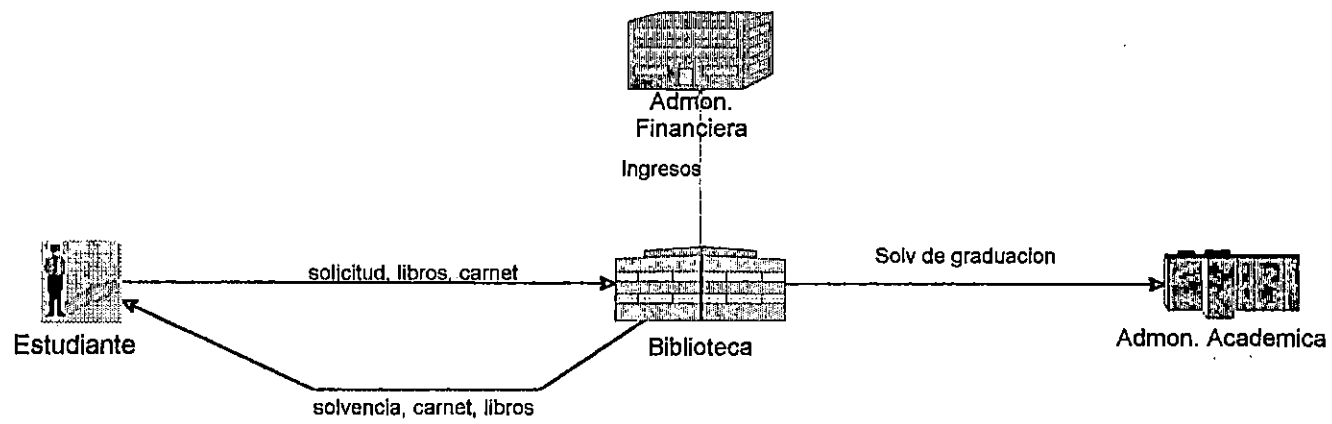 Admon.
Financiera
Ingresos
solicitud, libros, carnet
Solv de graduacion
Estudiante
Biblioteca
Admon. Academica
solvencia, carnet, libros